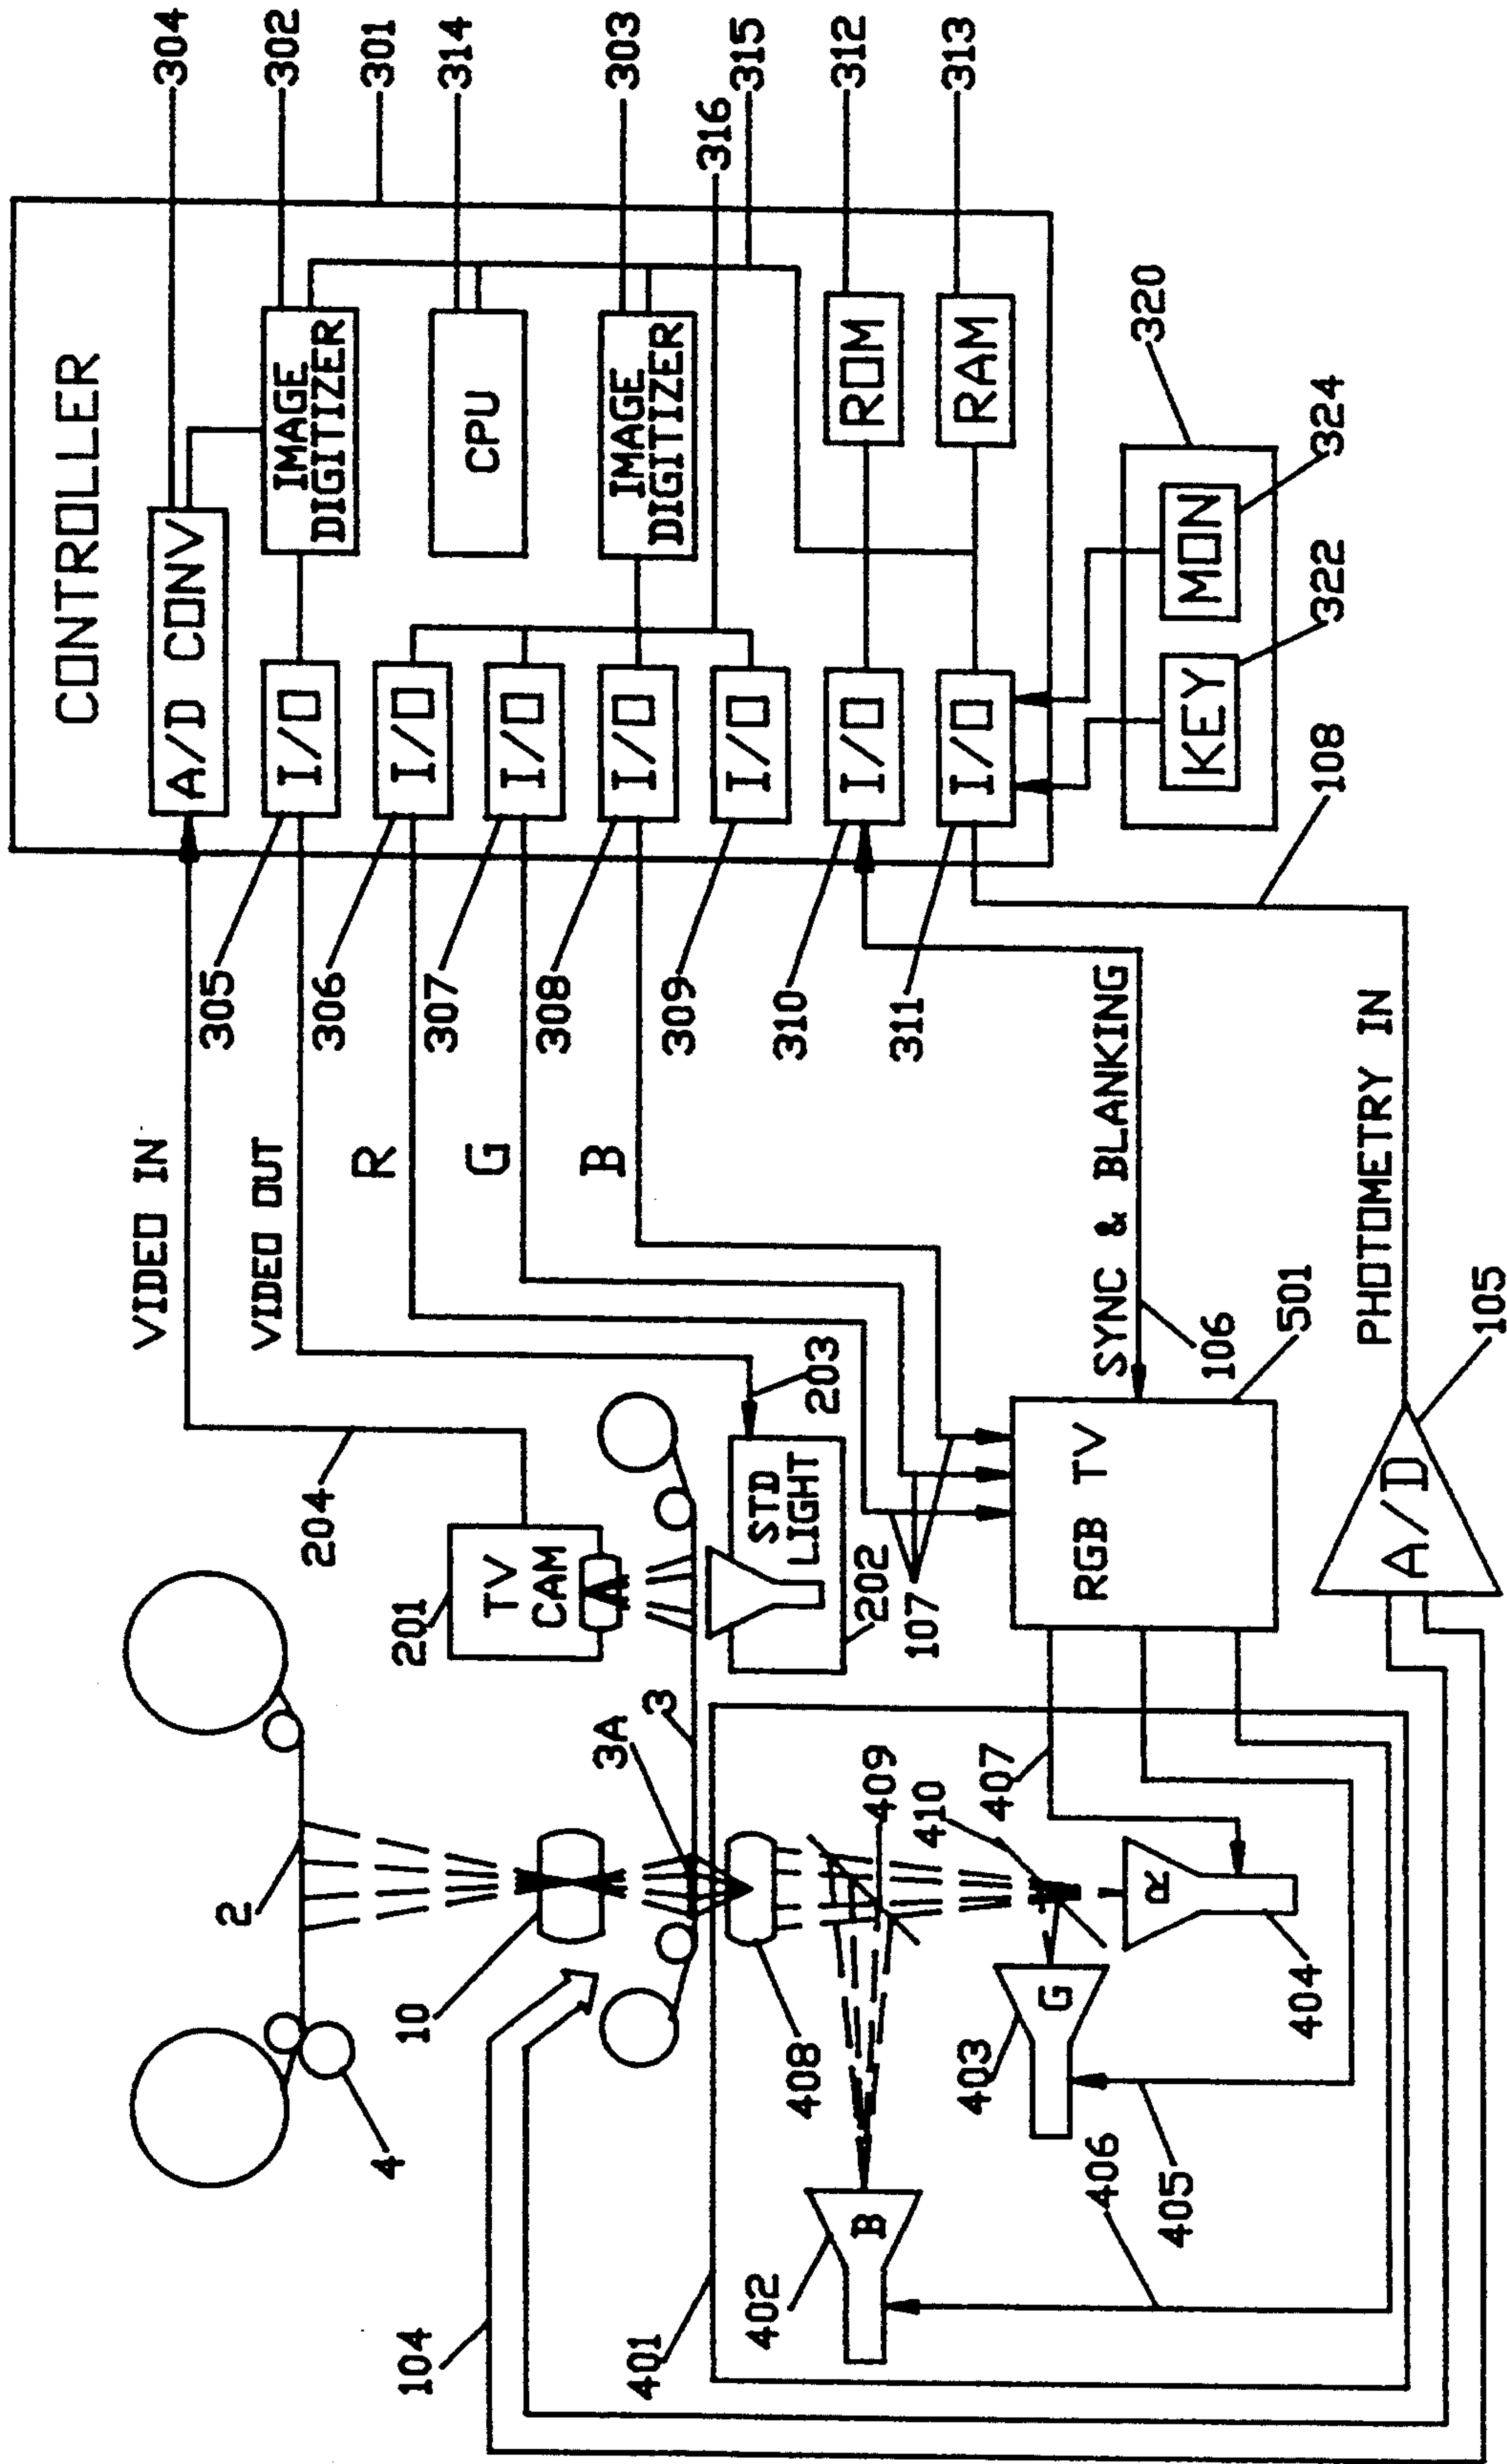 CONTROLLER
A/D CONV
IMAGE
DIGITIZER
CPU
IMAGE
DIGITIZER
ROM
RAM
I/O
I/O
I/O
I/O
I/O
I/O
I/O
304
302
301
314
303
316
315
312
313
320
324
322
KEY
MON
108
305
306
307
308
309
310
311
VIDEO IN
VIDEO OUT
R
G
B
SYNC & BLANKING
PHOTOMETRY IN
204
201
TV
CAM
203
STD
LIGHT
202
107
106
501
RGB TV
105
A/D
2
4
10
3A
3
104
401
408
409
410
407
402
B
403
G
R
404
405
406